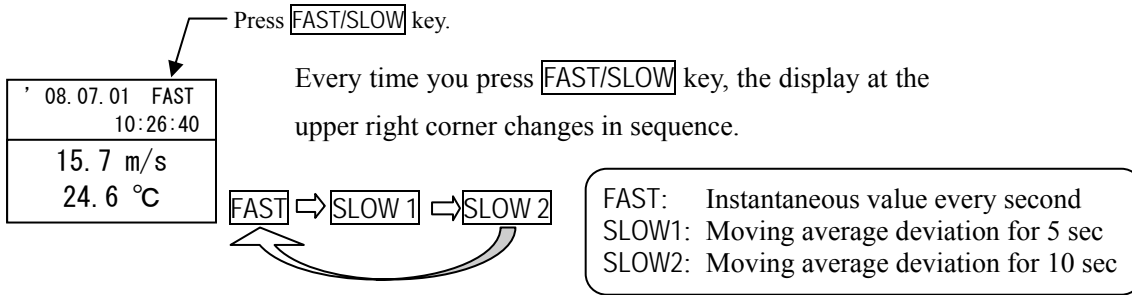 Press FAST/SLOW key.
Every time you press FAST/SLOW key, the display at the
upper right corner changes in sequence.
' 08.07.01 FAST
10:26:40
15.7 m/s
24.6 ℃
FAST ⇨ SLOW 1 ⇨ SLOW 2
FAST: Instantaneous value every second
SLOW1: Moving average deviation for 5 sec
SLOW2: Moving average deviation for 10 sec